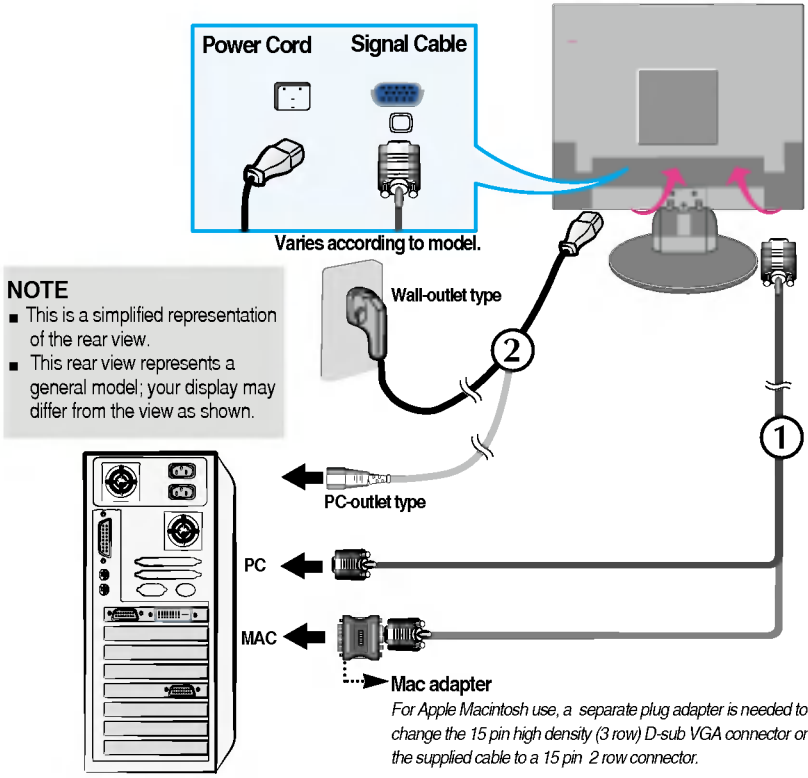 Power Cord
Signal Cable
Varies according to model.
NOTE
■ This is a simplified representation
of the rear view.
■ This rear view represents a
general model; your display may
differ from the view as shown.
Wall-outlet type
2
1
PC-outlet type
PC
MAC
Mac adapter
For Apple Macintosh use, a separate plug adapter is needed to
change the 15 pin high density (3 row) D-sub VGA connector on
the supplied cable to a 15 pin 2 row connector.